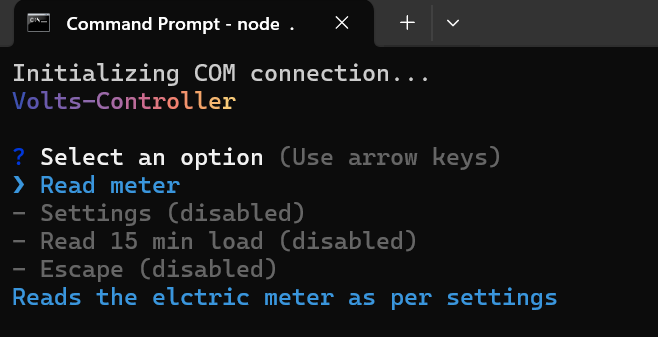 Command Prompt - node .
Initializing COM connection...
Volts-Controller
? Select an option (Use arrow keys)
❯ Read meter
- Settings (disabled)
- Read 15 min load (disabled)
- Escape (disabled)
Reads the elctric meter as per settings